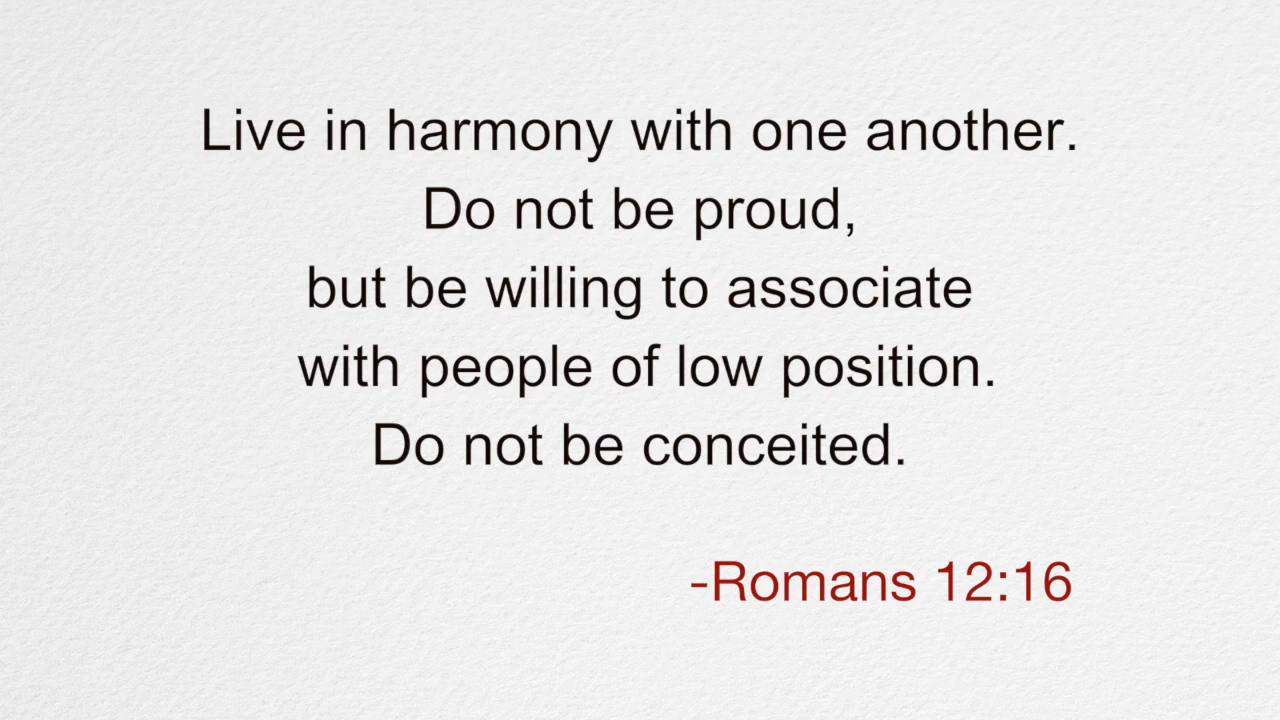 Live in harmony with one another.
Do not be proud,
but be willing to associate
with people of low position.
Do not be conceited.
-Romans 12:16